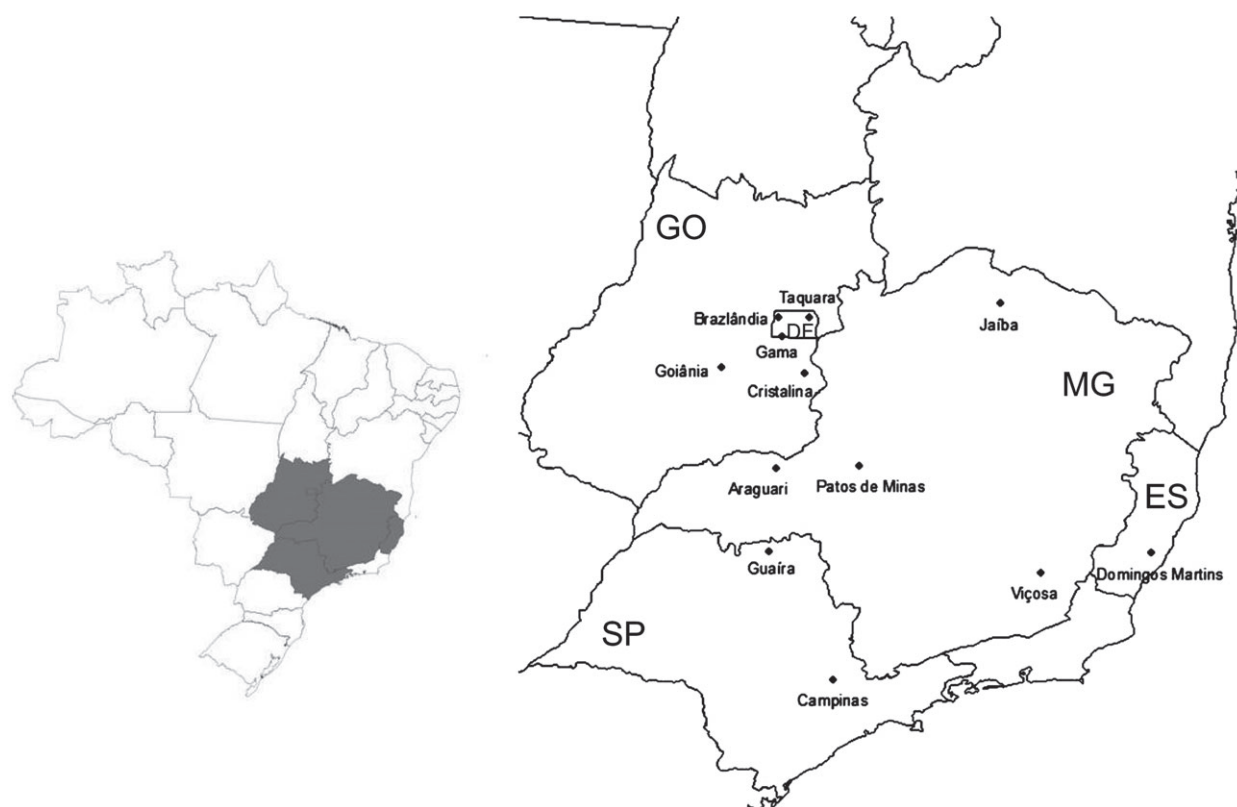 GO
Taquara
Brazlândia
DF
Jaíba
Gama
Goiânia
Cristalina
MG
Araguari
Patos de Minas
ES
Guaíra
Domingos Martins
Viçosa
SP
Campinas